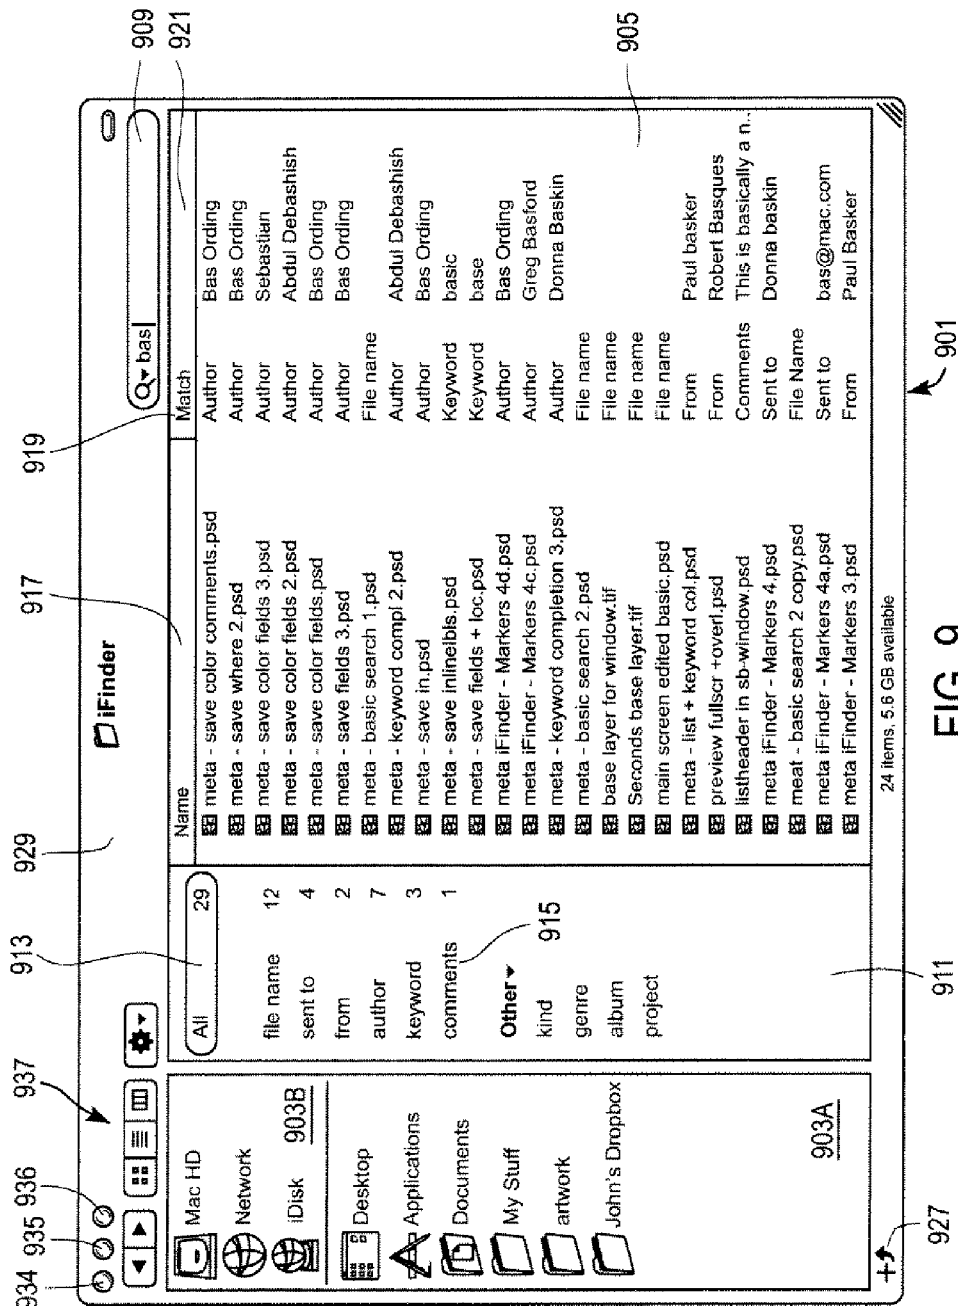 934
935
936
937
913
929
917
919
909
921
iFinder
bas
Mac HD
Network
iDisk
903B
Desktop
Applications
Documents
My Stuff
artwork
John's Dropbox
903A
All 29
file name 12
sent to 4
from 2
author 7
keyword 3
comments 1
915
Other
kind
genre
album
project
Name Match
meta - save color comments.psd Author Bas Ording
meta - save where 2.psd Author Bas Ording
meta - save color fields 3.psd Author Sebastian
meta - save color fields 2.psd Author Abdul Debashish
meta - save color fields.psd Author Bas Ording
meta - save fields 3.psd Author Bas Ording
meta - basic search 1.psd File name
meta - keyword compl 2.psd Author Abdul Debashish
meta - save in.psd Author Bas Ording
meta - save inlinelbls.psd Keyword basic
meta - save fields + loc.psd Keyword base
meta iFinder - Markers 4d.psd Author Bas Ording
meta iFinder - Markers 4c.psd Author Greg Basford
meta - keyword completion 3.psd Author Donna Baskin
meta - basic search 2.psd File name
base layer for window.tif File name
Seconds base layer.tif File name
main screen edited basic.psd File name
meta - list + keyword col.psd From Paul basker
preview fullscr +overl.psd From Robert Basques
listheader in sb-window.psd Comments This is basically a n..
meta iFinder - Markers 4.psd Sent to Donna baskin
meat - basic search 2 copy.psd File Name
meta iFinder - Markers 4a.psd Sent to bas@mac.com
meta iFinder - Markers 3.psd From Paul Basker
905
24 items, 5.6 GB available
927
911
901
FIG. 9